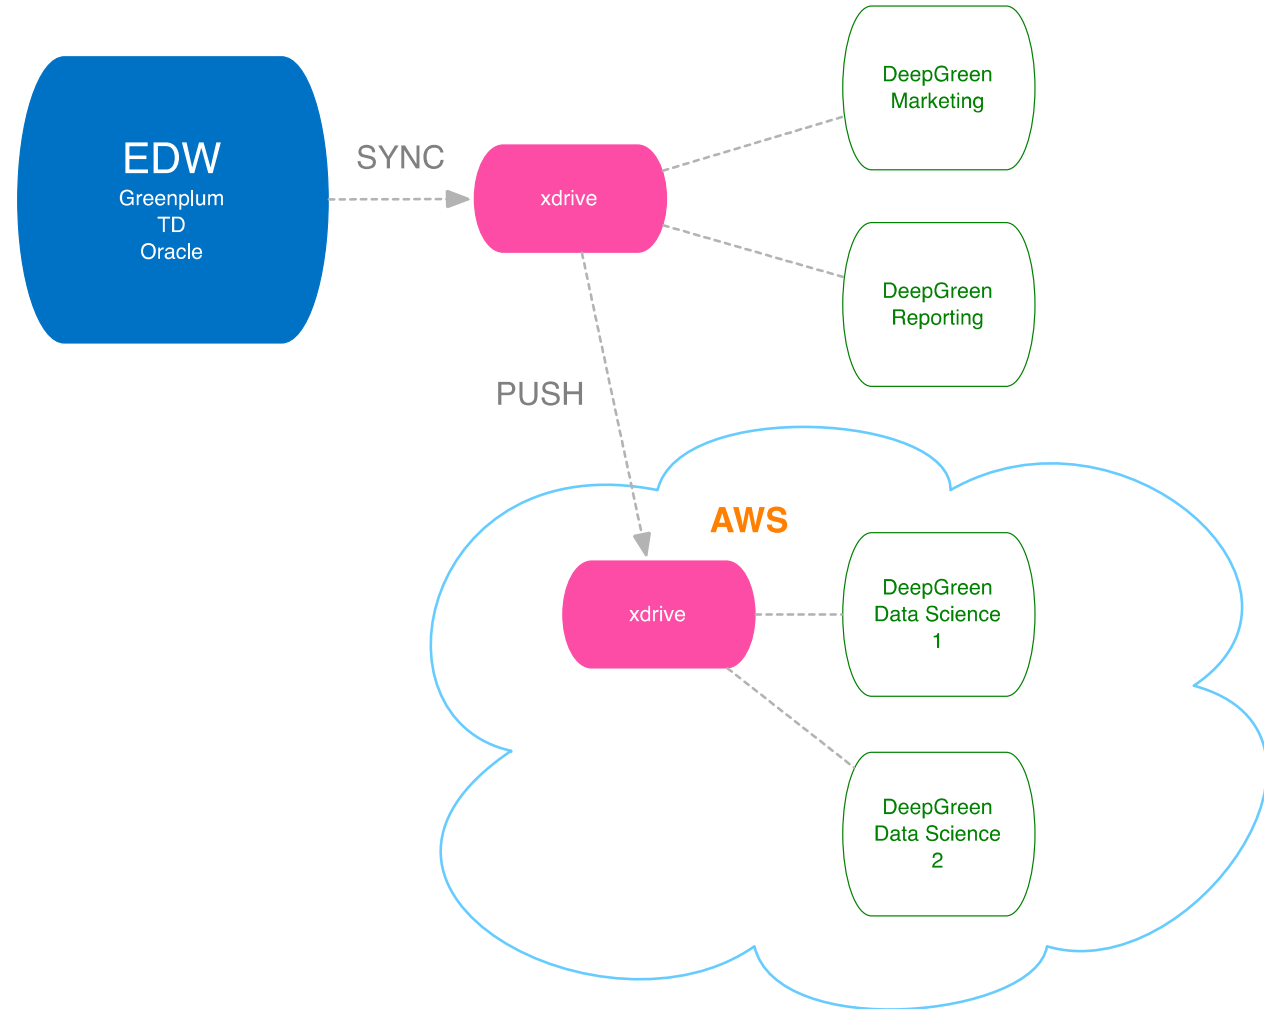 EDW
Greenplum
TD
Oracle
SYNC
xdrive
DeepGreen
Marketing
DeepGreen
Reporting
PUSH
AWS
xdrive
DeepGreen
Data Science
1
DeepGreen
Data Science
2